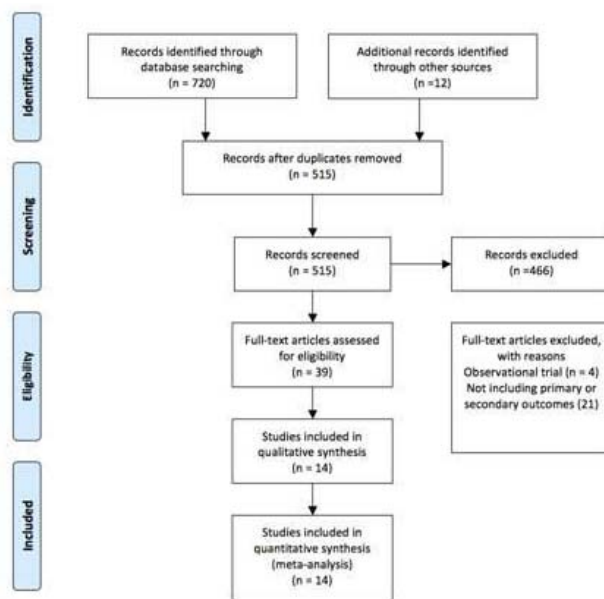 Identification
Records identified through
database searching
(n = 720)
Additional records identified
through other sources
(n =12)
Records after duplicates removed
(n = 515)
Screening
Records screened
(n = 515)
Records excluded
(n =466)
Eligibility
Full-text articles assessed
for eligibility
(n = 39)
Full-text articles excluded,
with reasons
Observational trial (n = 4)
Not including primary or
secondary outcomes (21)
Studies included in
qualitative synthesis
(n = 14)
Included
Studies included in
quantitative synthesis
(meta-analysis)
(n = 14)